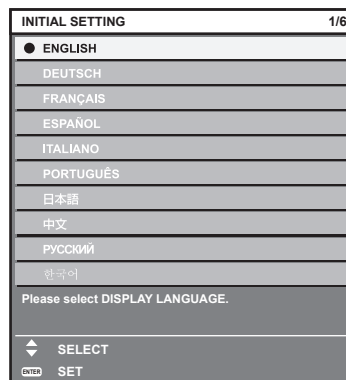 INITIAL SETTING 1/6
ENGLISH
DEUTSCH
FRANÇAIS
ESPAÑOL
ITALIANO
PORTUGUÊS
日本語
中文
РУССКИЙ
한국어
Please select DISPLAY LANGUAGE.
SELECT
ENTER SET